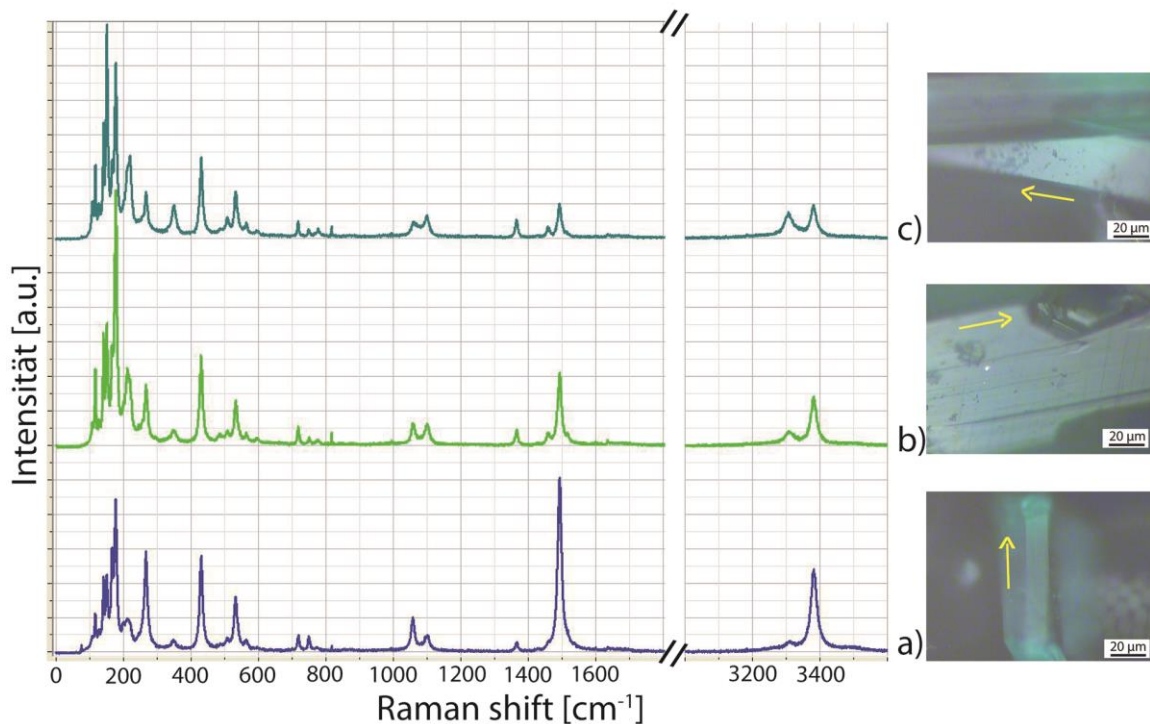 Intensität [a.u.]
c)
20 µm
b)
20 µm
a)
20 µm
0 200 400 600 800 1000 1200 1400 1600 3200 3400
Raman shift [cm⁻¹]